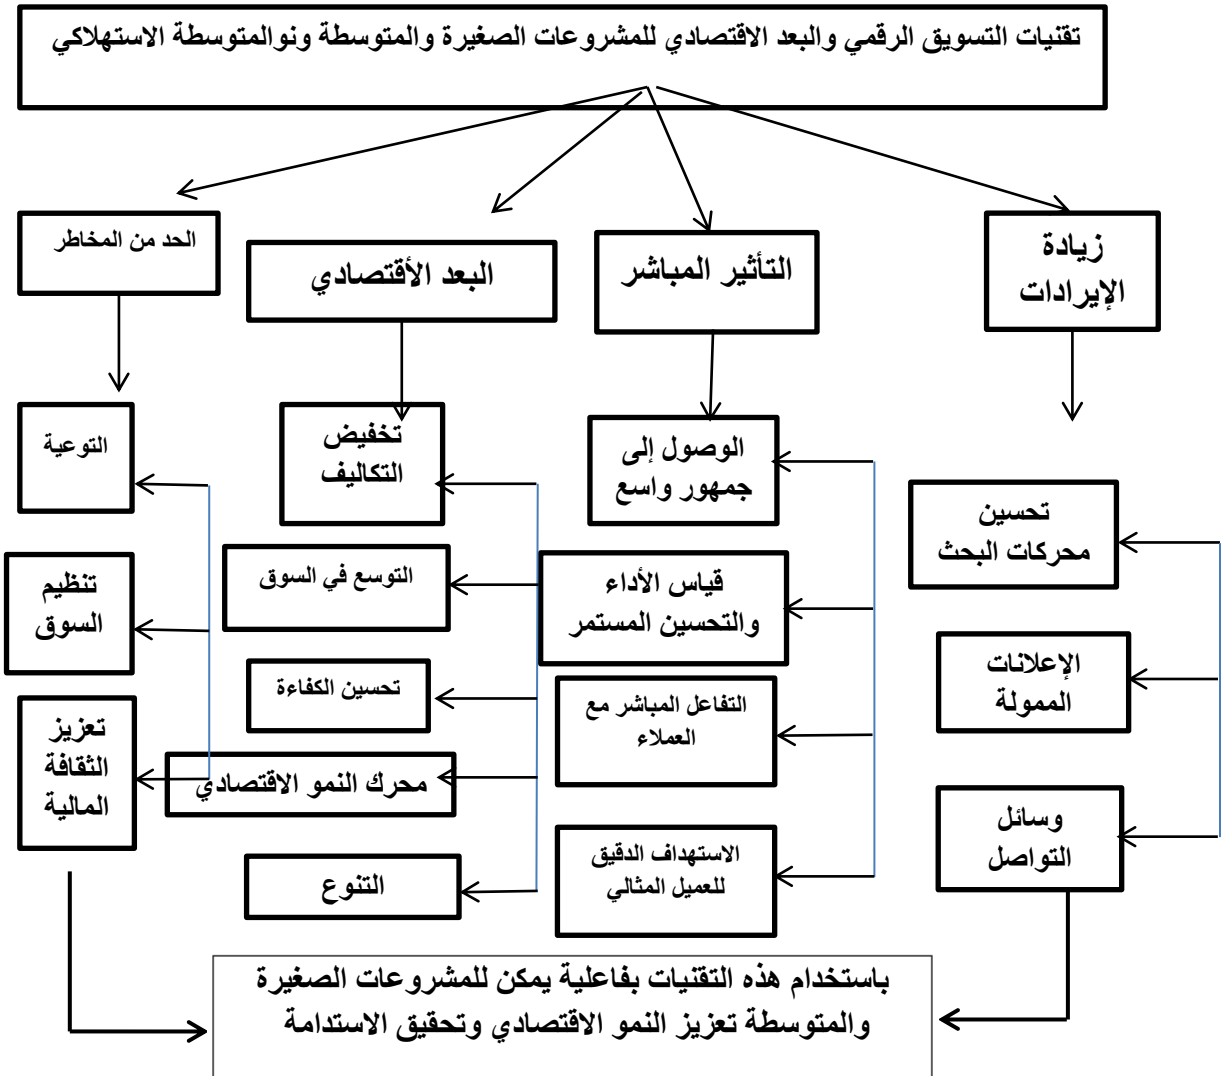 تقنيات التسويق الرقمي والبعد الاقتصادي للمشروعات الصغيرة والمتوسطة ونوالمتوسطة الاستهلاكي
زيادة
الإيرادات
التأثير المباشر
البعد الأقتصادي
الحد من المخاطر
تحسين
محركات البحث
الإعلانات
الممولة
وسائل
التواصل
الوصول إلى
جمهور واسع
قياس الأداء
والتحسين المستمر
التفاعل المباشر مع
العملاء
الاستهداف الدقيق
للعميل المثالي
تخفيض
التكاليف
التوسع في السوق
تحسين الكفاءة
محرك النمو الاقتصادي
التنوع
التوعية
تنظيم
السوق
تعزيز
الثقافة
المالية
باستخدام هذه التقنيات بفاعلية يمكن للمشروعات الصغيرة
والمتوسطة تعزيز النمو الاقتصادي وتحقيق الاستدامة